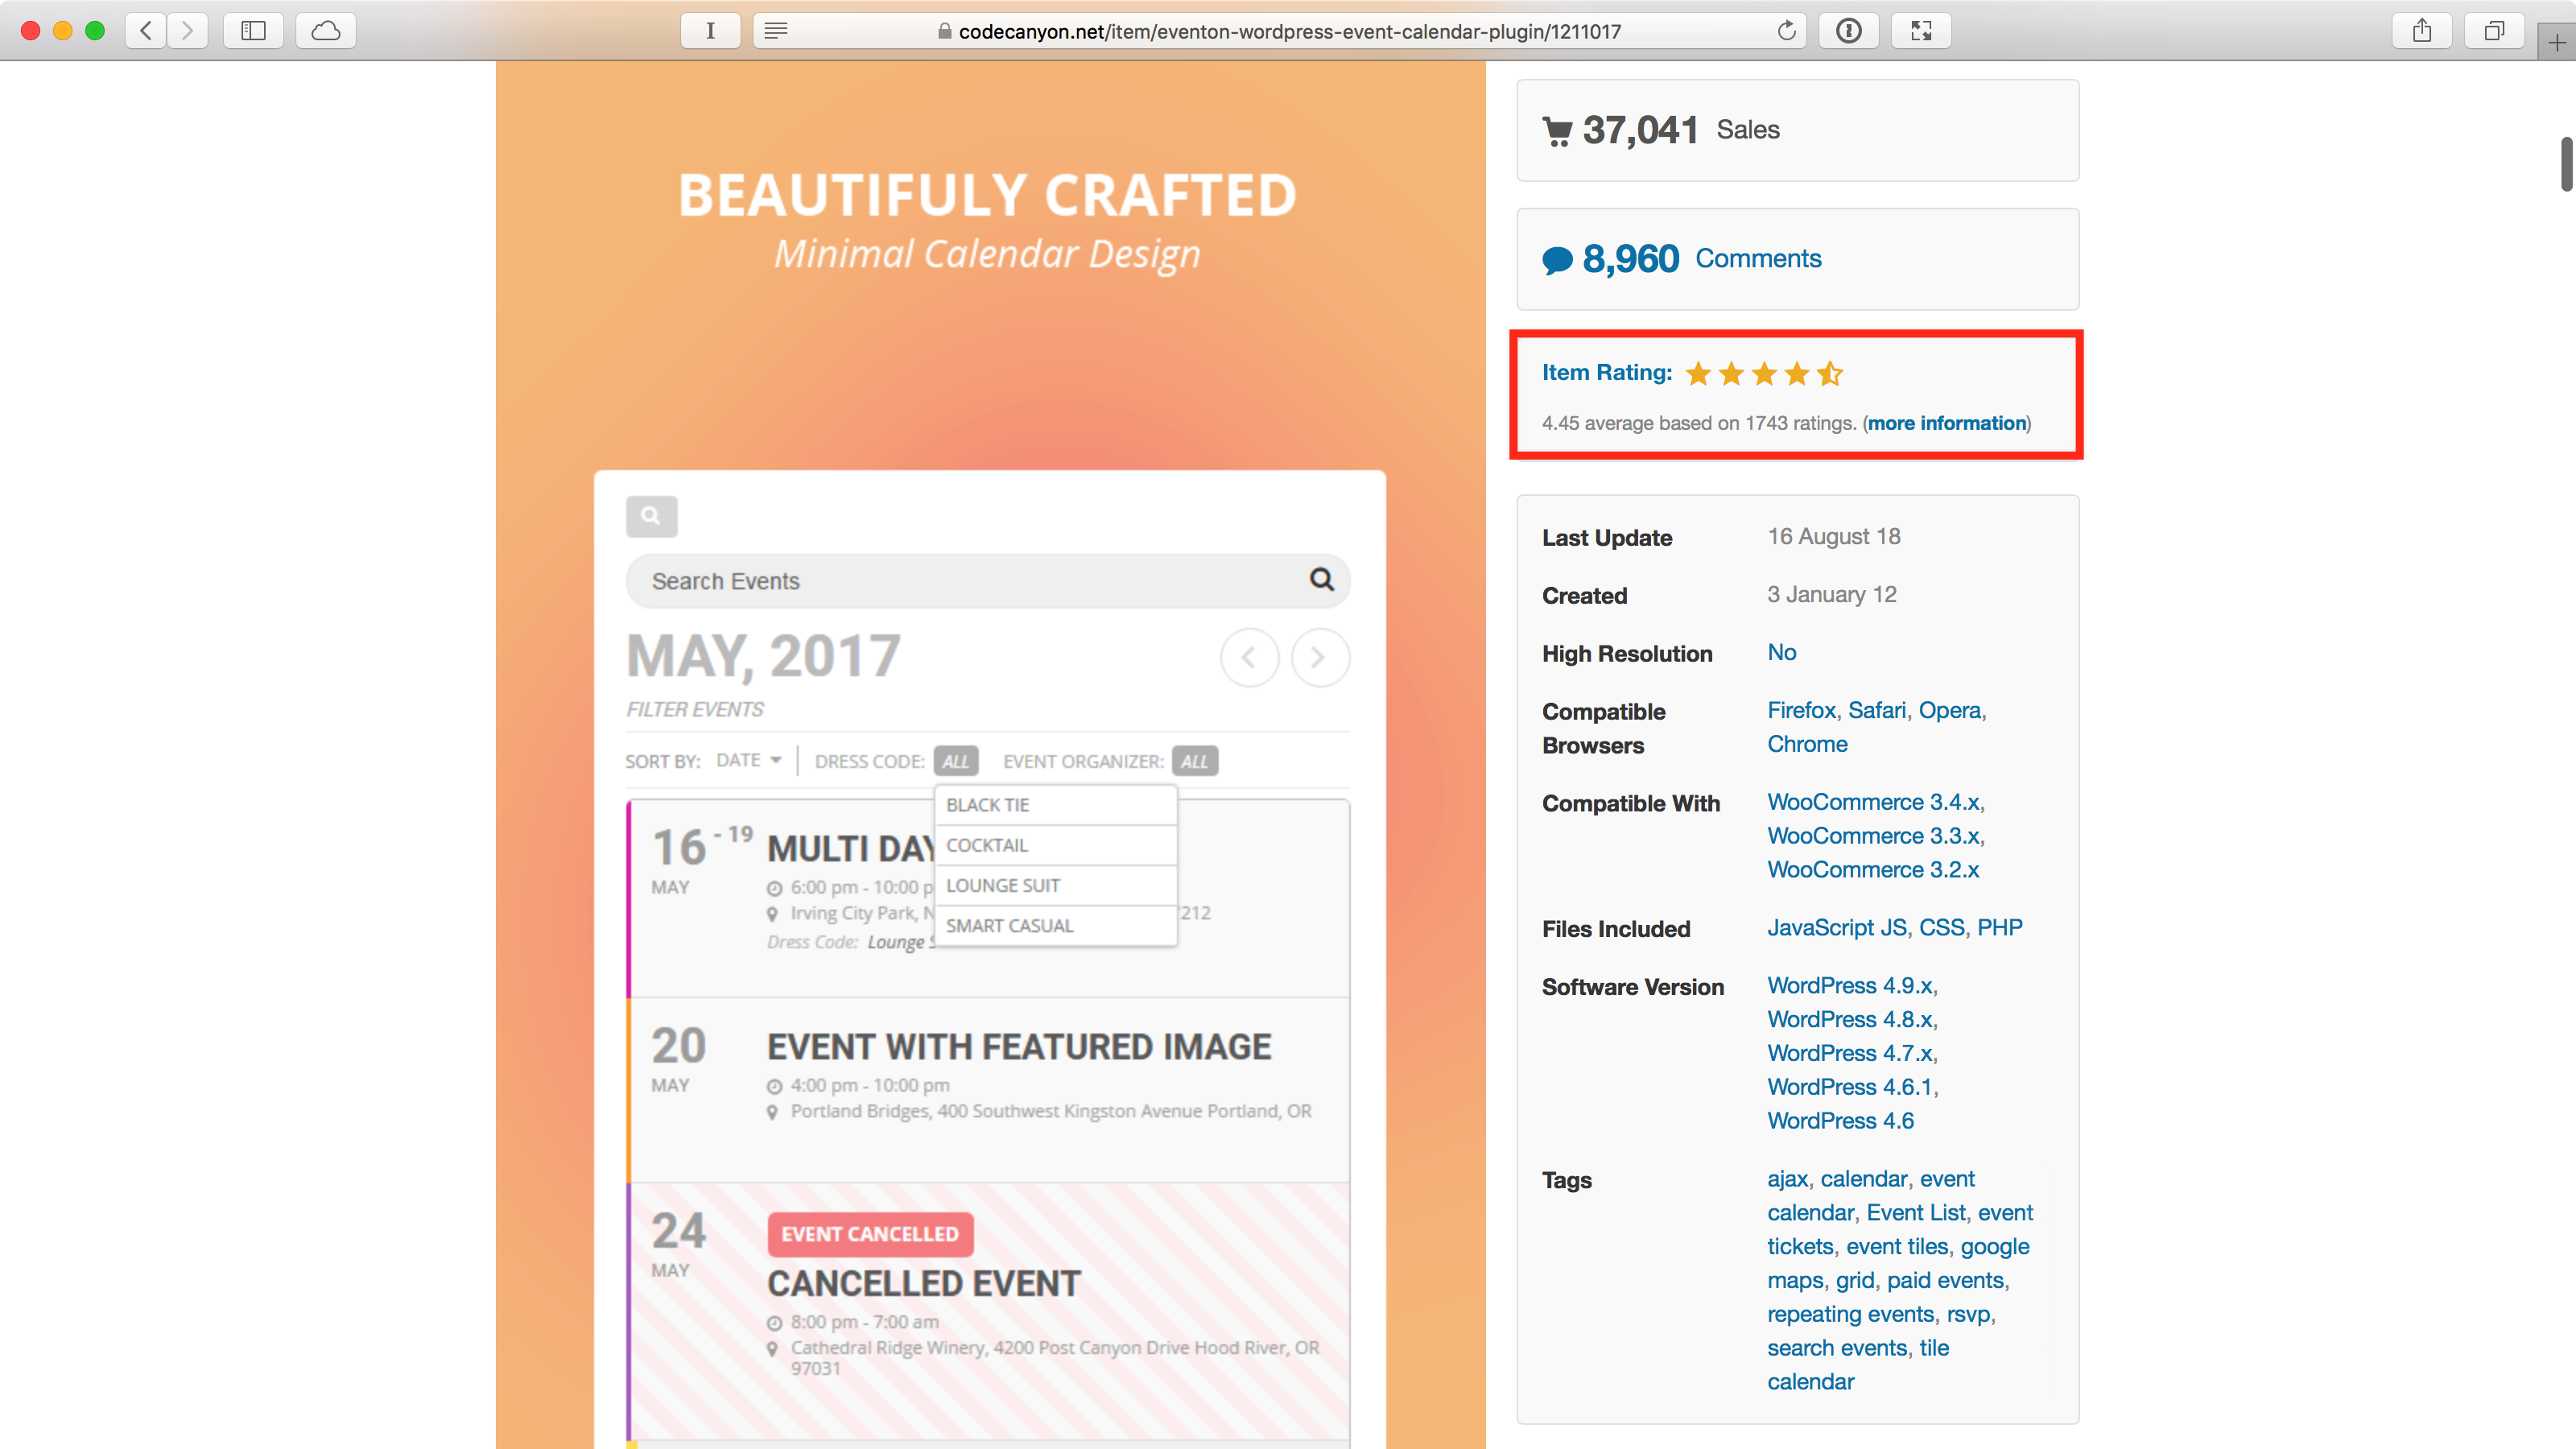 codecanyon.net/item/eventon-wordpress-event-calendar-plugin/1211017
BEAUTIFULY CRAFTED
Minimal Calendar Design
Search Events
MAY, 2017
FILTER EVENTS
SORT BY: DATE DRESS CODE: ALL EVENT ORGANIZER: ALL
BLACK TIE
COCKTAIL
LOUNGE SUIT
SMART CASUAL
16 - 19
MAY
MULTI DAY
6:00 pm - 10:00 p
Irving City Park, N
212
Dress Code: Lounge S
20
MAY
EVENT WITH FEATURED IMAGE
4:00 pm - 10:00 pm
Portland Bridges, 400 Southwest Kingston Avenue Portland, OR
24
MAY
EVENT CANCELLED
CANCELLED EVENT
8:00 pm - 7:00 am
Cathedral Ridge Winery, 4200 Post Canyon Drive Hood River, OR
97031
37,041 Sales
8,960 Comments
Item Rating:
4.45 average based on 1743 ratings. (more information)
Last Update 16 August 18
Created 3 January 12
High Resolution No
Compatible Browsers
Firefox, Safari, Opera,
Chrome
Compatible With WooCommerce 3.4.x,
WooCommerce 3.3.x,
WooCommerce 3.2.x
Files Included JavaScript JS, CSS, PHP
Software Version WordPress 4.9.x,
WordPress 4.8.x,
WordPress 4.7.x,
WordPress 4.6.1,
WordPress 4.6
Tags ajax, calendar, event
calendar, Event List, event
tickets, event tiles, google
maps, grid, paid events,
repeating events, rsvp,
search events, tile
calendar